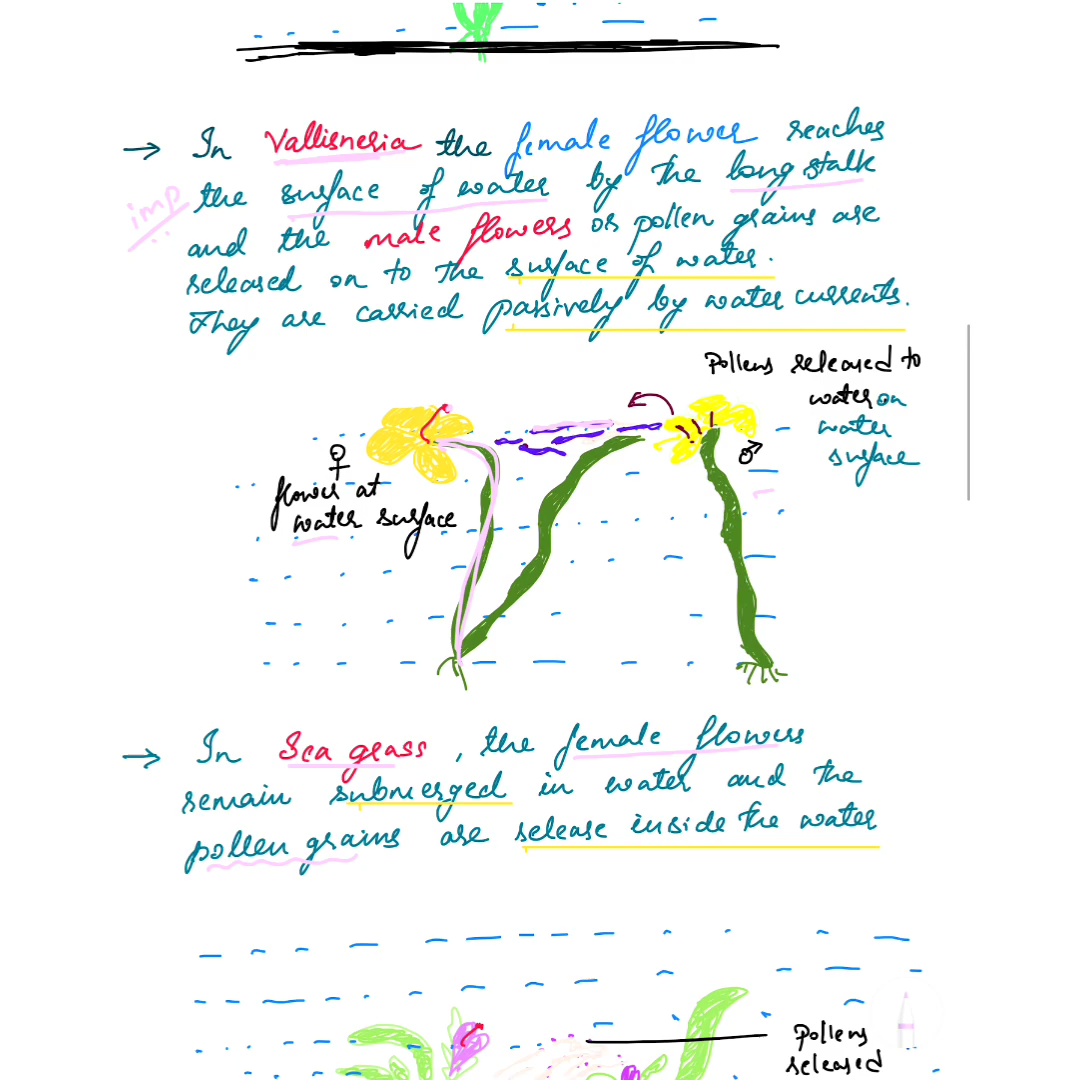 → In Vallisneria the female flower reaches
imp the surface of water by the long stalk
and the male flowers or pollen grains are
released on to the surface of water.
They are carried passively by water currents.
Pollens released to
water on
water
surface
♂
♀
flower at
water surface
→ In Sea grass, the female flowers
remain submerged in water and the
pollen grains are release inside the water
Pollens
released